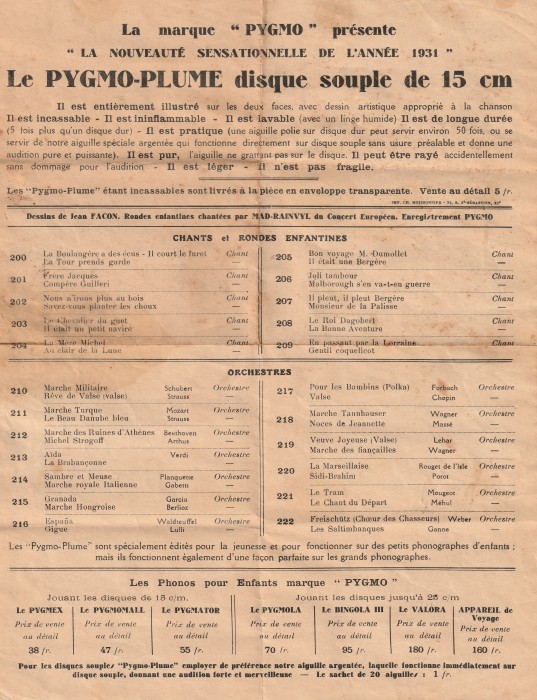 La marque " PYGMO " présente
" LA NOUVEAUTÉ SENSATIONNELLE DE L'ANNÉE 1931 "
Le PYGMO-PLUME disque souple de 15 cm
Il est entièrement illustré sur les deux faces, avec dessin artistique approprié à la chanson
Il est incassable - Il est ininflammable - Il est lavable (avec un linge humide) Il est de longue durée
(5 fois plus qu'un disque dur) - Il est pratique (une aiguille polie sur disque dur peut servir environ 50 fois, ou se
servir de notre aiguille spéciale argentée qui fonctionne directement sur disque souple sans usure préalable et donne une
audition pure et puissante). Il est pur, l'aiguille ne grattant pas sur le disque. Il peut être rayé accidentellement
sans dommage pour l'audition - Il est léger - il n'est pas fragile.
Les "Pygmo-Plume" étant incassables sont livrés à la pièce en enveloppe transparente. Vente au détail 5 fr.
Dessins de Jean FACON. Rondes enfantines chantées par MAD-RAINVYL du Concert Européen. Enregistrement PYGMO
CHANTS et RONDES ENFANTINES
200 La Boulangère a des écus - Il court le furet Chant
La Tour prends garde —
201 Frère Jacques Chant
Compère Guilleri —
202 Nous n'irons plus au bois Chant
Savez-vous planter les choux —
203 Le Chevalier du guet Chant
Il était un petit navire —
204 La Mère Michel Chant
Au clair de la Lune —
205 Bon voyage M. Dumollet Chant
Il était une Bergère —
206 Joli tambour Chant
Malborough s'en va-t-en guerre —
207 Il pleut, il pleut Bergère Chant
Monsieur de la Palisse —
208 Le Roi Dagobert Chant
La Bonne Aventure —
209 En passant par la Lorraine Chant
Gentil coquelicot —
ORCHESTRES
210 Marche Militaire Schubert Orchestre
Rêve de Valse (valse) Strauss —
211 Marche Turque Mozart Orchestre
Le Beau Danube bleu Strauss —
212 Marche des Ruines d'Athènes Beethoven Orchestre
Michel Strogoff Arthus —
213 Aïda Verdi Orchestre
La Brabançonne —
214 Sambre et Meuse Planquette Orchestre
Marche royale Italienne Gabetti —
215 Granada Garcia Orchestre
Marche Hongroise Berlioz —
216 España Waldteuffel Orchestre
Gigue Lulli —
217 Pour les Bambins (Polka) Forbach Orchestre
Valse Chopin —
218 Marche Tannhauser Wagner Orchestre
Noces de Jeannette Massé —
219 Veuve Joyeuse (Valse) Lehar Orchestre
Marche des fiançailles Wagner —
220 La Marseillaise Rouget de l'Isle Orchestre
Sidi-Brahim Porot —
221 Le Tram Mougeot Orchestre
Le Chant du Départ Méhul —
222 Freischütz (Chœur des Chasseurs) Weber Orchestre
Les Saltimbanques Ganne —
Les "Pygmo-Plume" sont spécialement édités pour la jeunesse et pour fonctionner sur des petits phonographes d'enfants ;
mais ils fonctionnent également d'une façon parfaite sur les grands phonographes.
Les Phonos pour Enfants marque " PYGMO "
Jouant les disques de 15 c/m.
Jouant les disques jusqu'à 25 c/m
Le PYGMEX Le PYGMOMALL Le PYGMATOR Le PYGMOLA Le BINGOLA III Le VALORA APPAREIL de Voyage
Prix de vente Prix de vente Prix de vente Prix de vente Prix de vente Prix de vente Prix de vente
au détail au détail au détail au détail au détail au détail au détail
38 fr. 47 fr. 55 fr. 70 fr. 95 fr. 180 fr. 160 fr.
Pour les disques souples "Pygmo-Plume" employer de préférence notre aiguille argentée, laquelle fonctionne immédiatement sur
disque souple, donnant une audition forte et merveilleuse — Le sachet de 20 aiguilles : 1 fr.